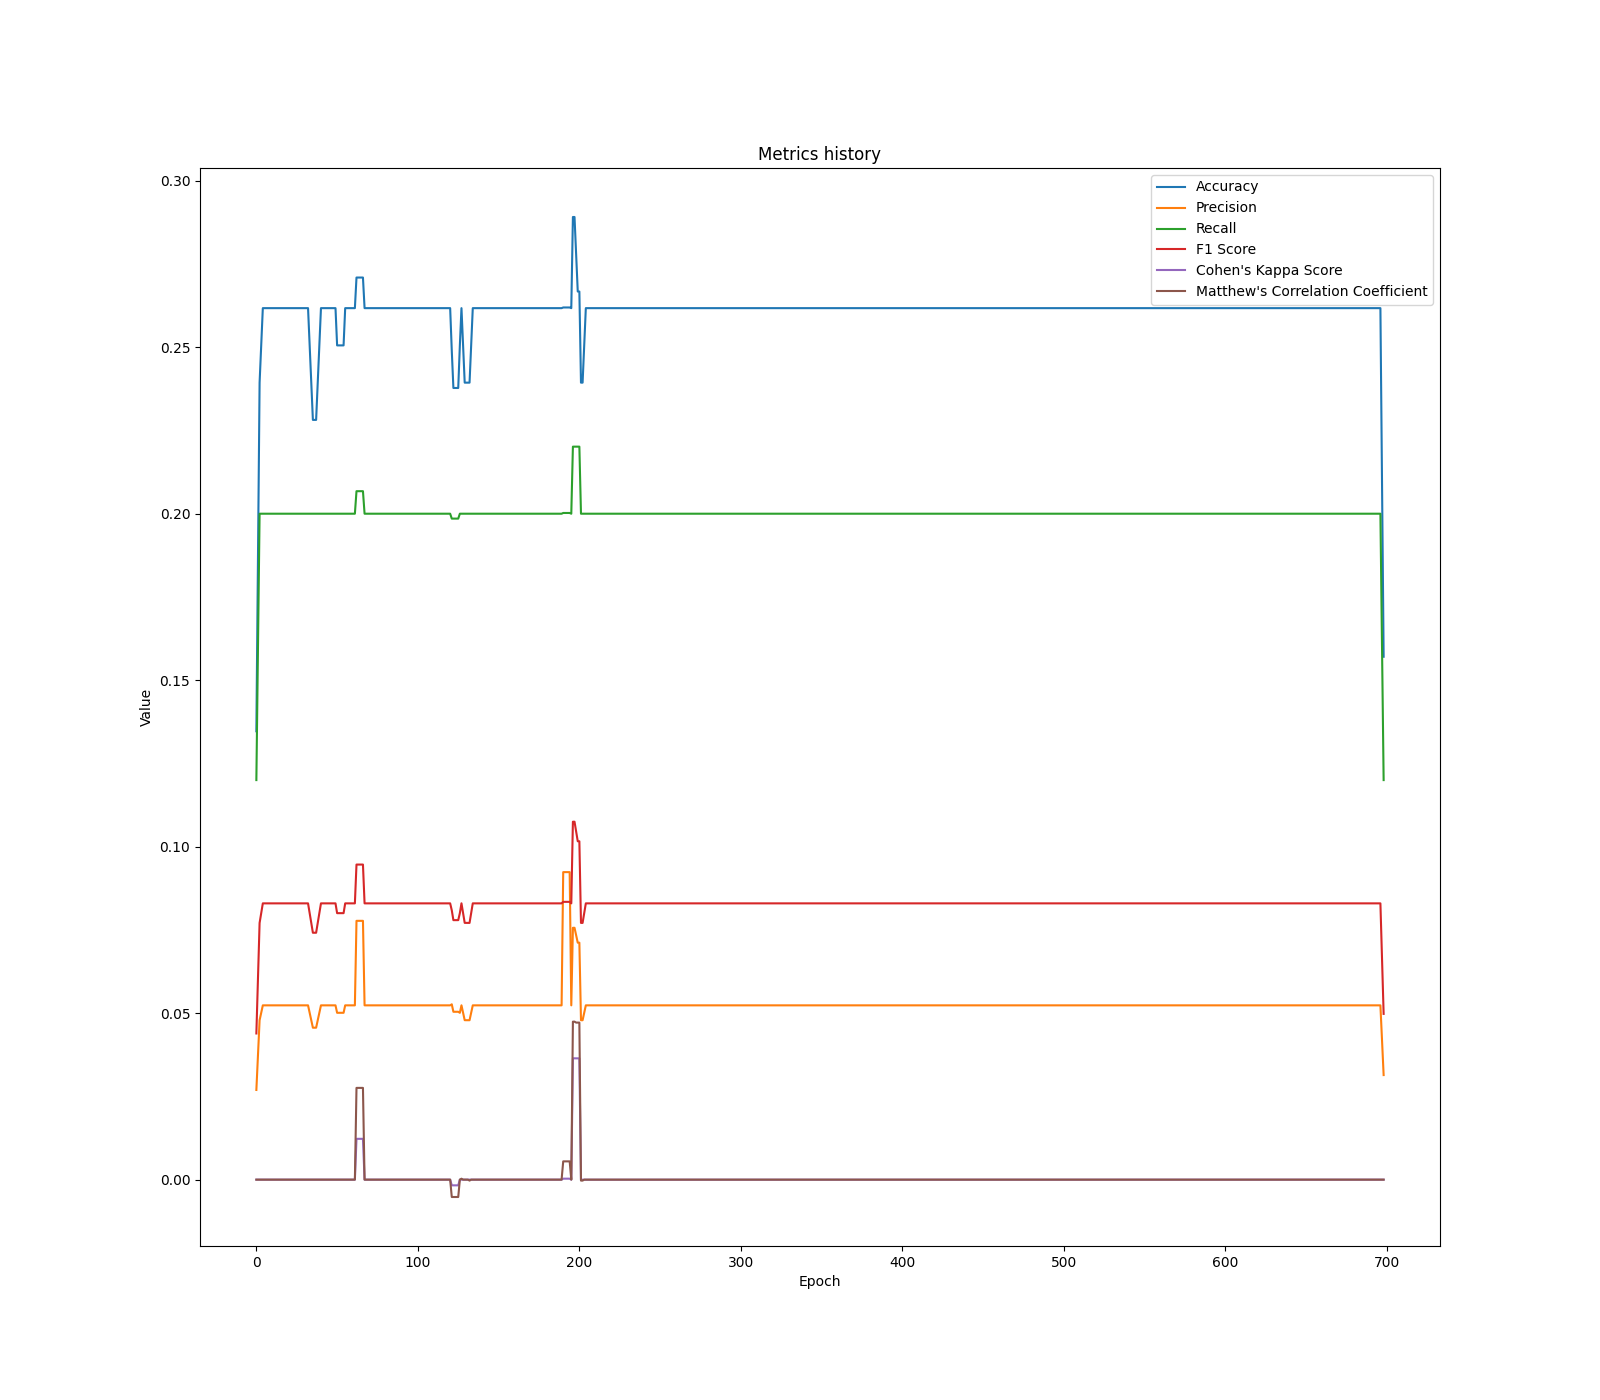 Metrics history
0.30
0.25
0.20
0.15
0.10
0.05
0.00
Value
Accuracy
Precision
Recall
F1 Score
Cohen's Kappa Score
Matthew's Correlation Coefficient
0 100 200 300 400 500 600 700
Epoch